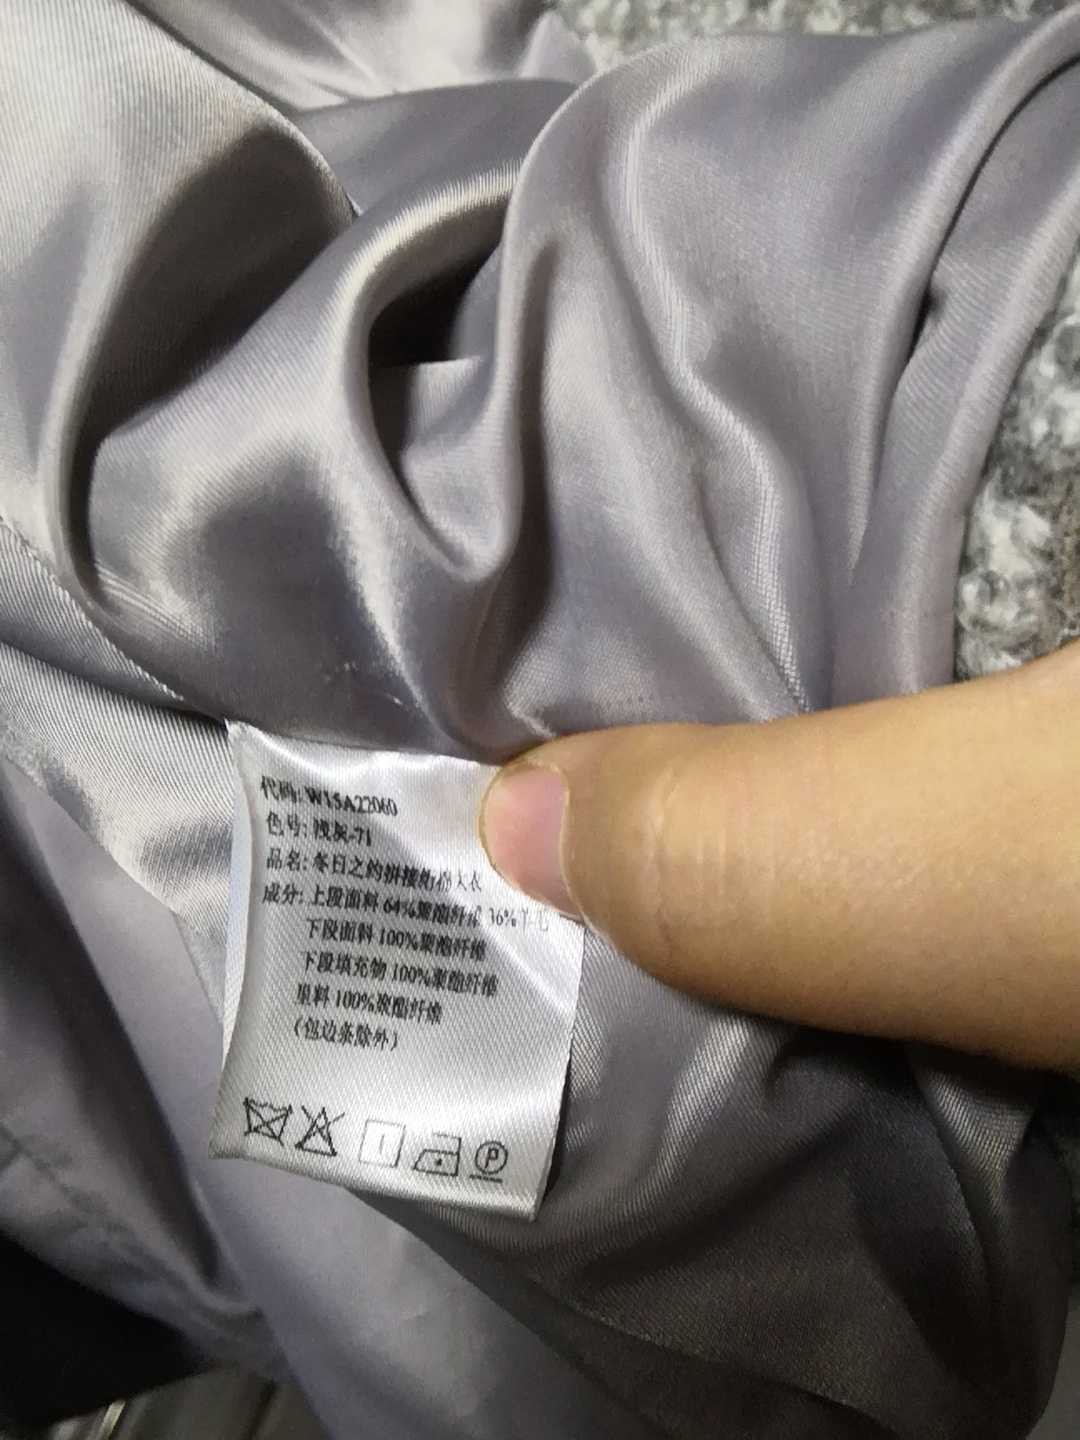 代码: W15A22060
色号: 浅灰-71
品名: 冬日之约拼接绗棉大衣
成分: 上段面料 64%聚酯纤维 36%羊毛
下段面料 100%聚酯纤维
下段填充物 100%聚酯纤维
里料 100%聚酯纤维
(包边条除外)
P